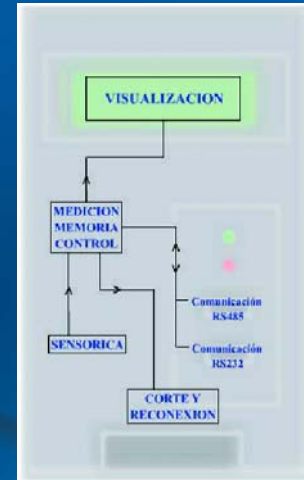 VISUALIZACION
MEDICION
MEMORIA
CONTROL
Comunicación
RS485
SENSORICA
Comunicación
RS232
CORTE Y
RECONEXION